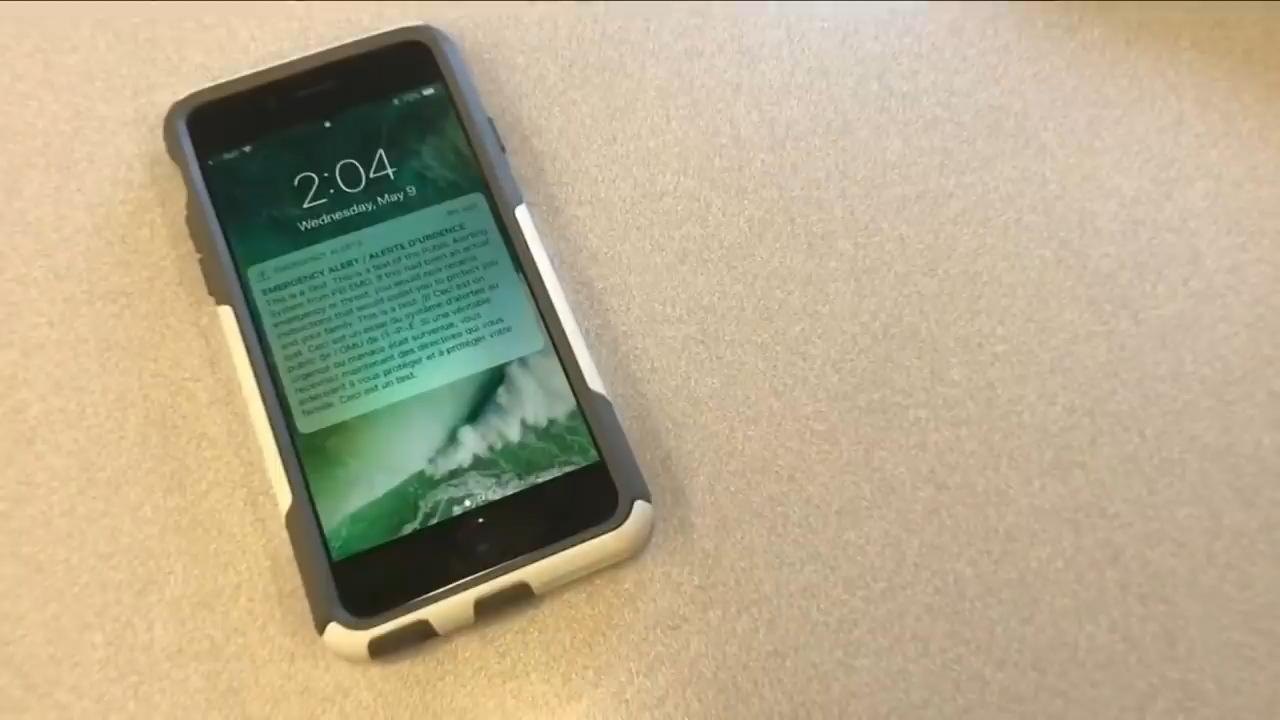 70%
2:04
Wednesday, May 9
EMERGENCY ALERTS
EMERGENCY ALERT / ALERTE D'URGENCE
This is a test. This is a test of the Public Alerting
System from PEI EMO. If this had been an actual
emergency or threat, you would now receive
instructions that would assist you to protect you
and your family. This is a test. /// Ceci est un
test. Ceci est un essai du système d'alertes au
public de l'OMU de l'Î.-P.-É. Si une véritable
urgence ou menace était survenue, vous
recevriez maintenant des directives qui vous
aideraient à vous protéger et à protéger votre
famille. Ceci est un test.